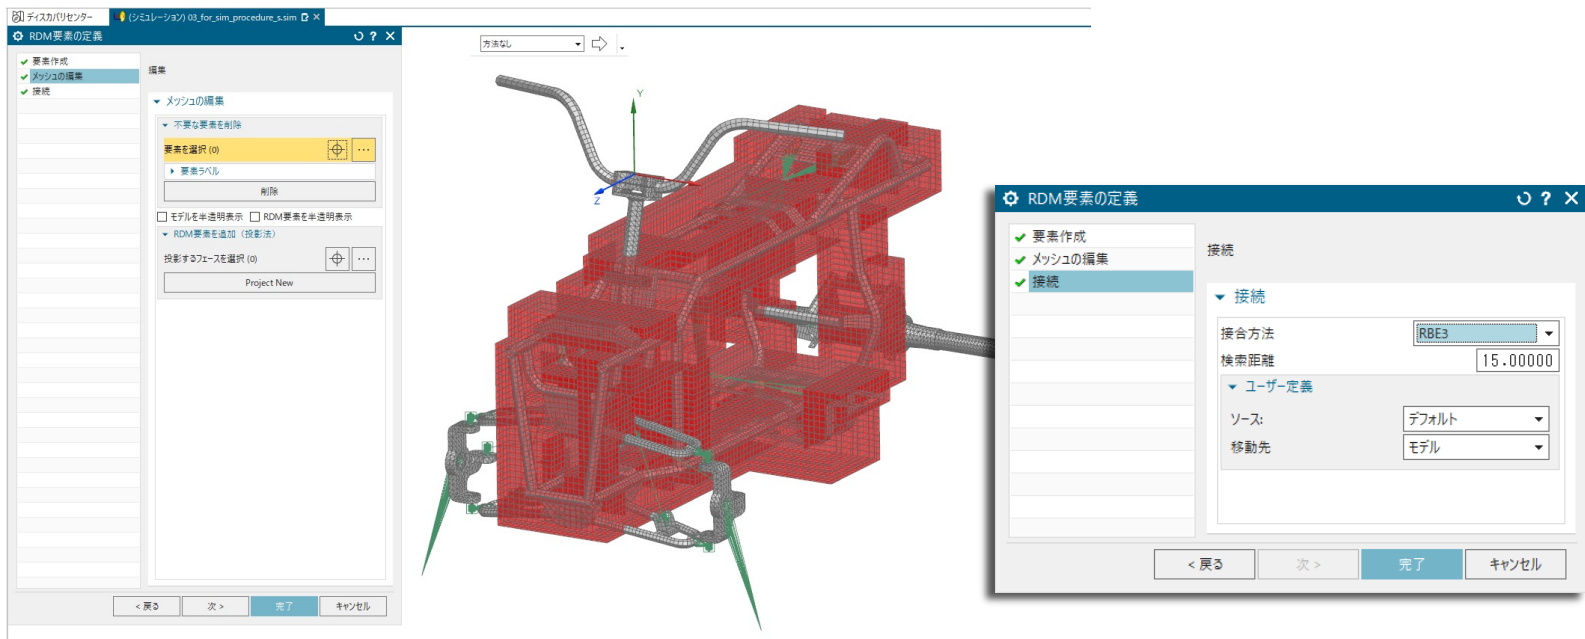 ディスカバリセンター
(シミュレーション) 03_for_sim_procedure_s.sim
RDM要素の定義
要素作成
メッシュの編集
接続
編集
メッシュの編集
不要な要素を削除
要素を選択 (0)
要素ラベル
削除
モデルを半透明表示
RDM要素を半透明表示
RDM要素を追加（投影法）
投影するフェースを選択 (0)
Project New
< 戻る
次 >
完了
キャンセル
方法なし
Y
Z
RDM要素の定義
要素作成
メッシュの編集
接続
接続
接続
接合方法
RBE3
検索距離
15.00000
ユーザー定義
ソース:
デフォルト
移動先
モデル
< 戻る
次 >
完了
キャンセル